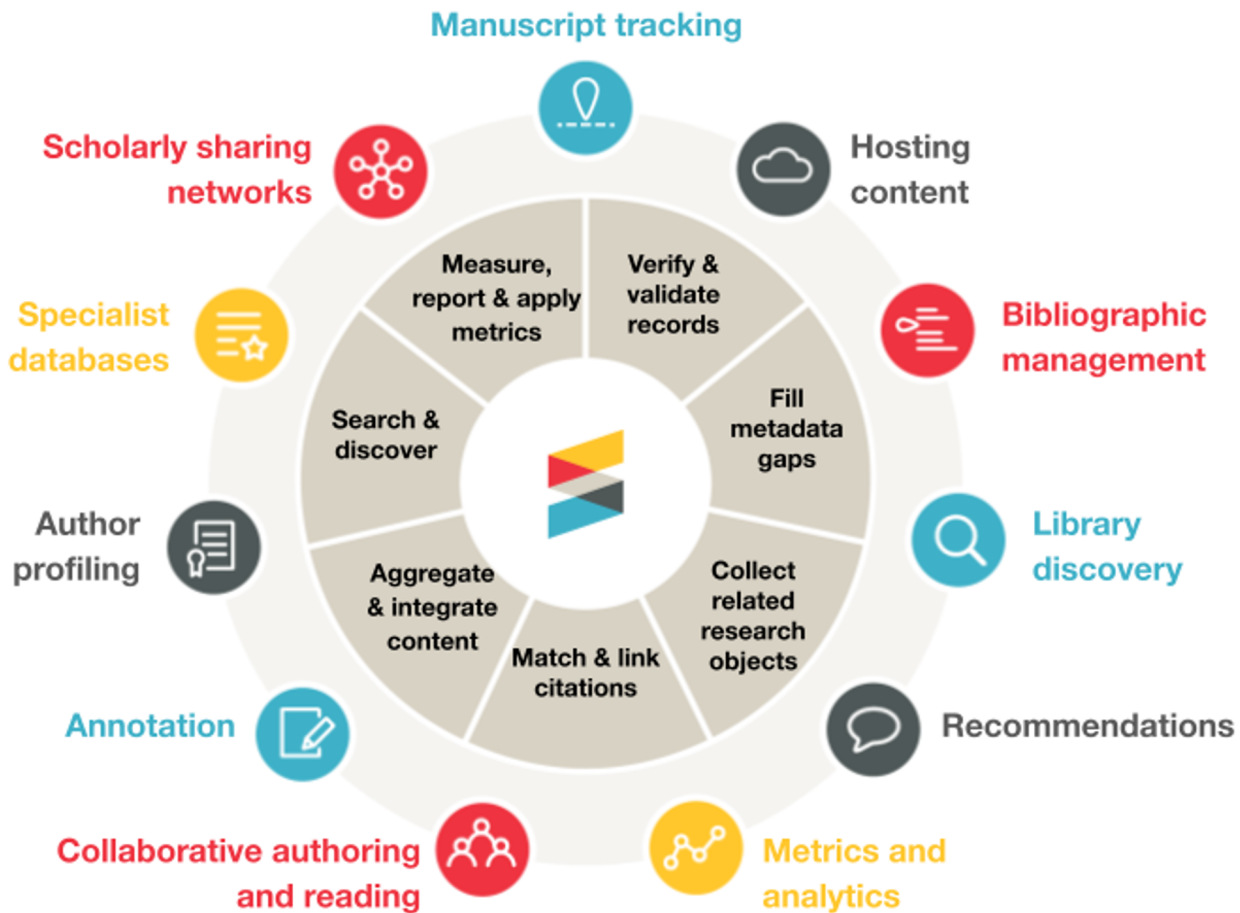 Manuscript tracking
Hosting
content
Bibliographic
management
Library
discovery
Recommendations
Metrics and
analytics
Collaborative authoring
and reading
Annotation
Author
profiling
Specialist
databases
Scholarly sharing
networks
Verify &
validate
records
Fill
metadata
gaps
Collect
related
research
objects
Match & link
citations
Aggregate
& integrate
content
Search &
discover
Measure,
report & apply
metrics